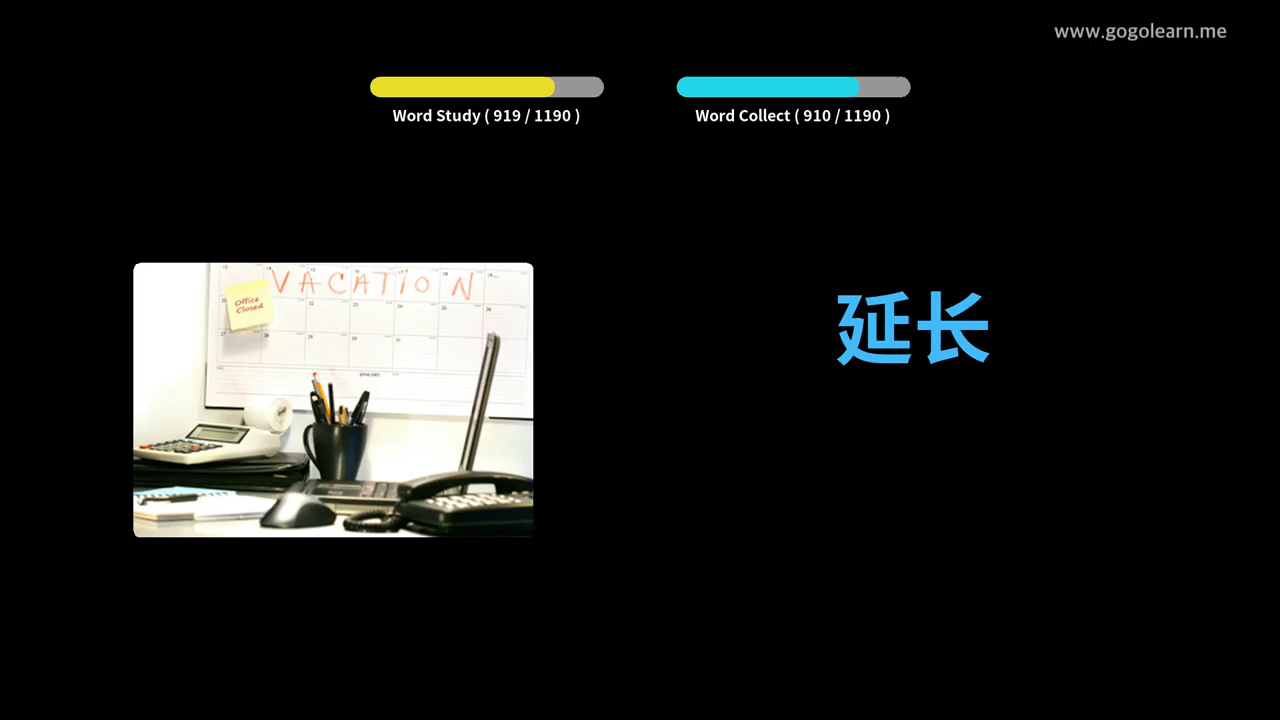 www.gogolearn.me
Word Study ( 919 / 1190 )
Word Collect ( 910 / 1190 )
VACATION
Office
Closed
延长